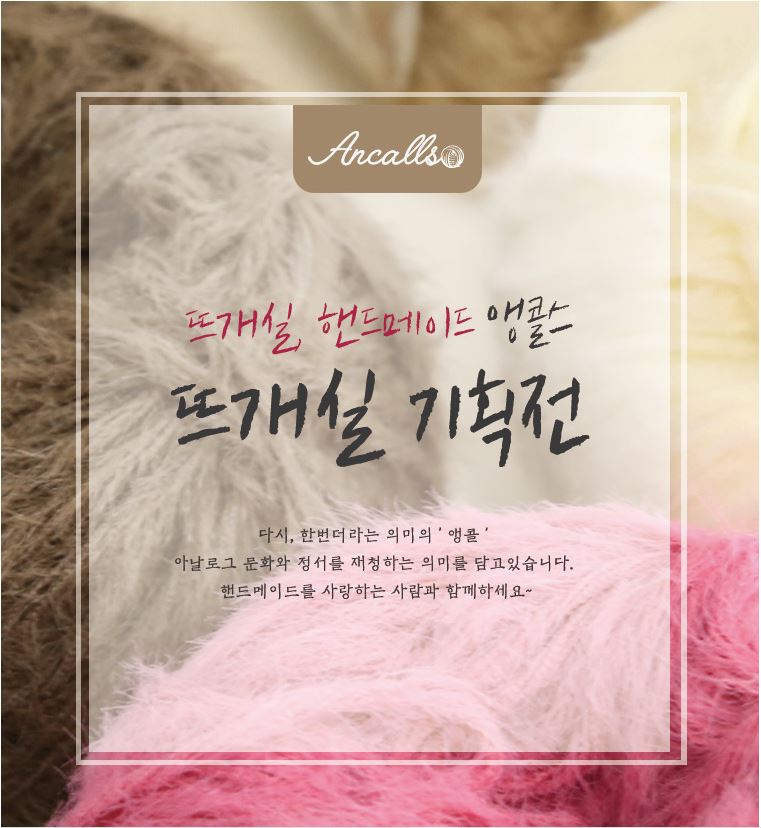 Ancalls
뜨개실, 핸드메이드 앵콜스
뜨개실 기획전
다시, 한번더라는 의미의 ' 앵콜 '
아날로그 문화와 정서를 재청하는 의미를 담고있습니다.
핸드메이드를 사랑하는 사람과 함께하세요~